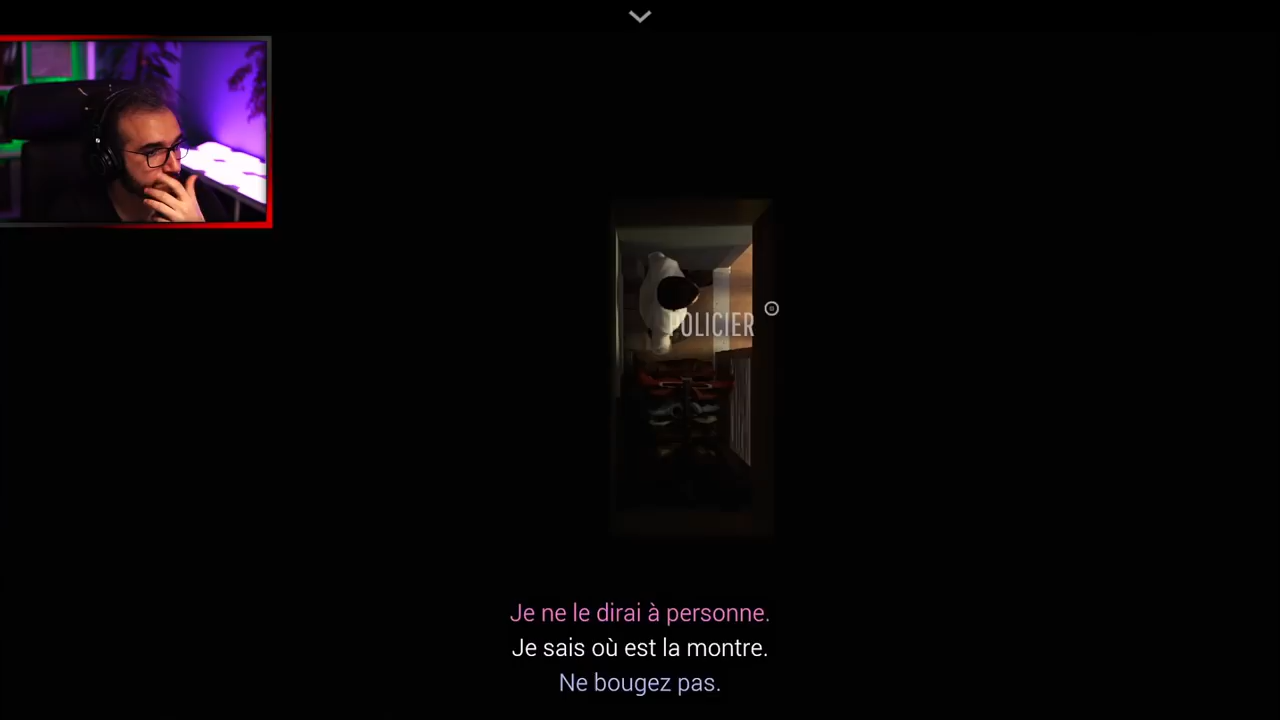 POLICIER
Je ne le dirai à personne.
Je sais où est la montre.
Ne bougez pas.